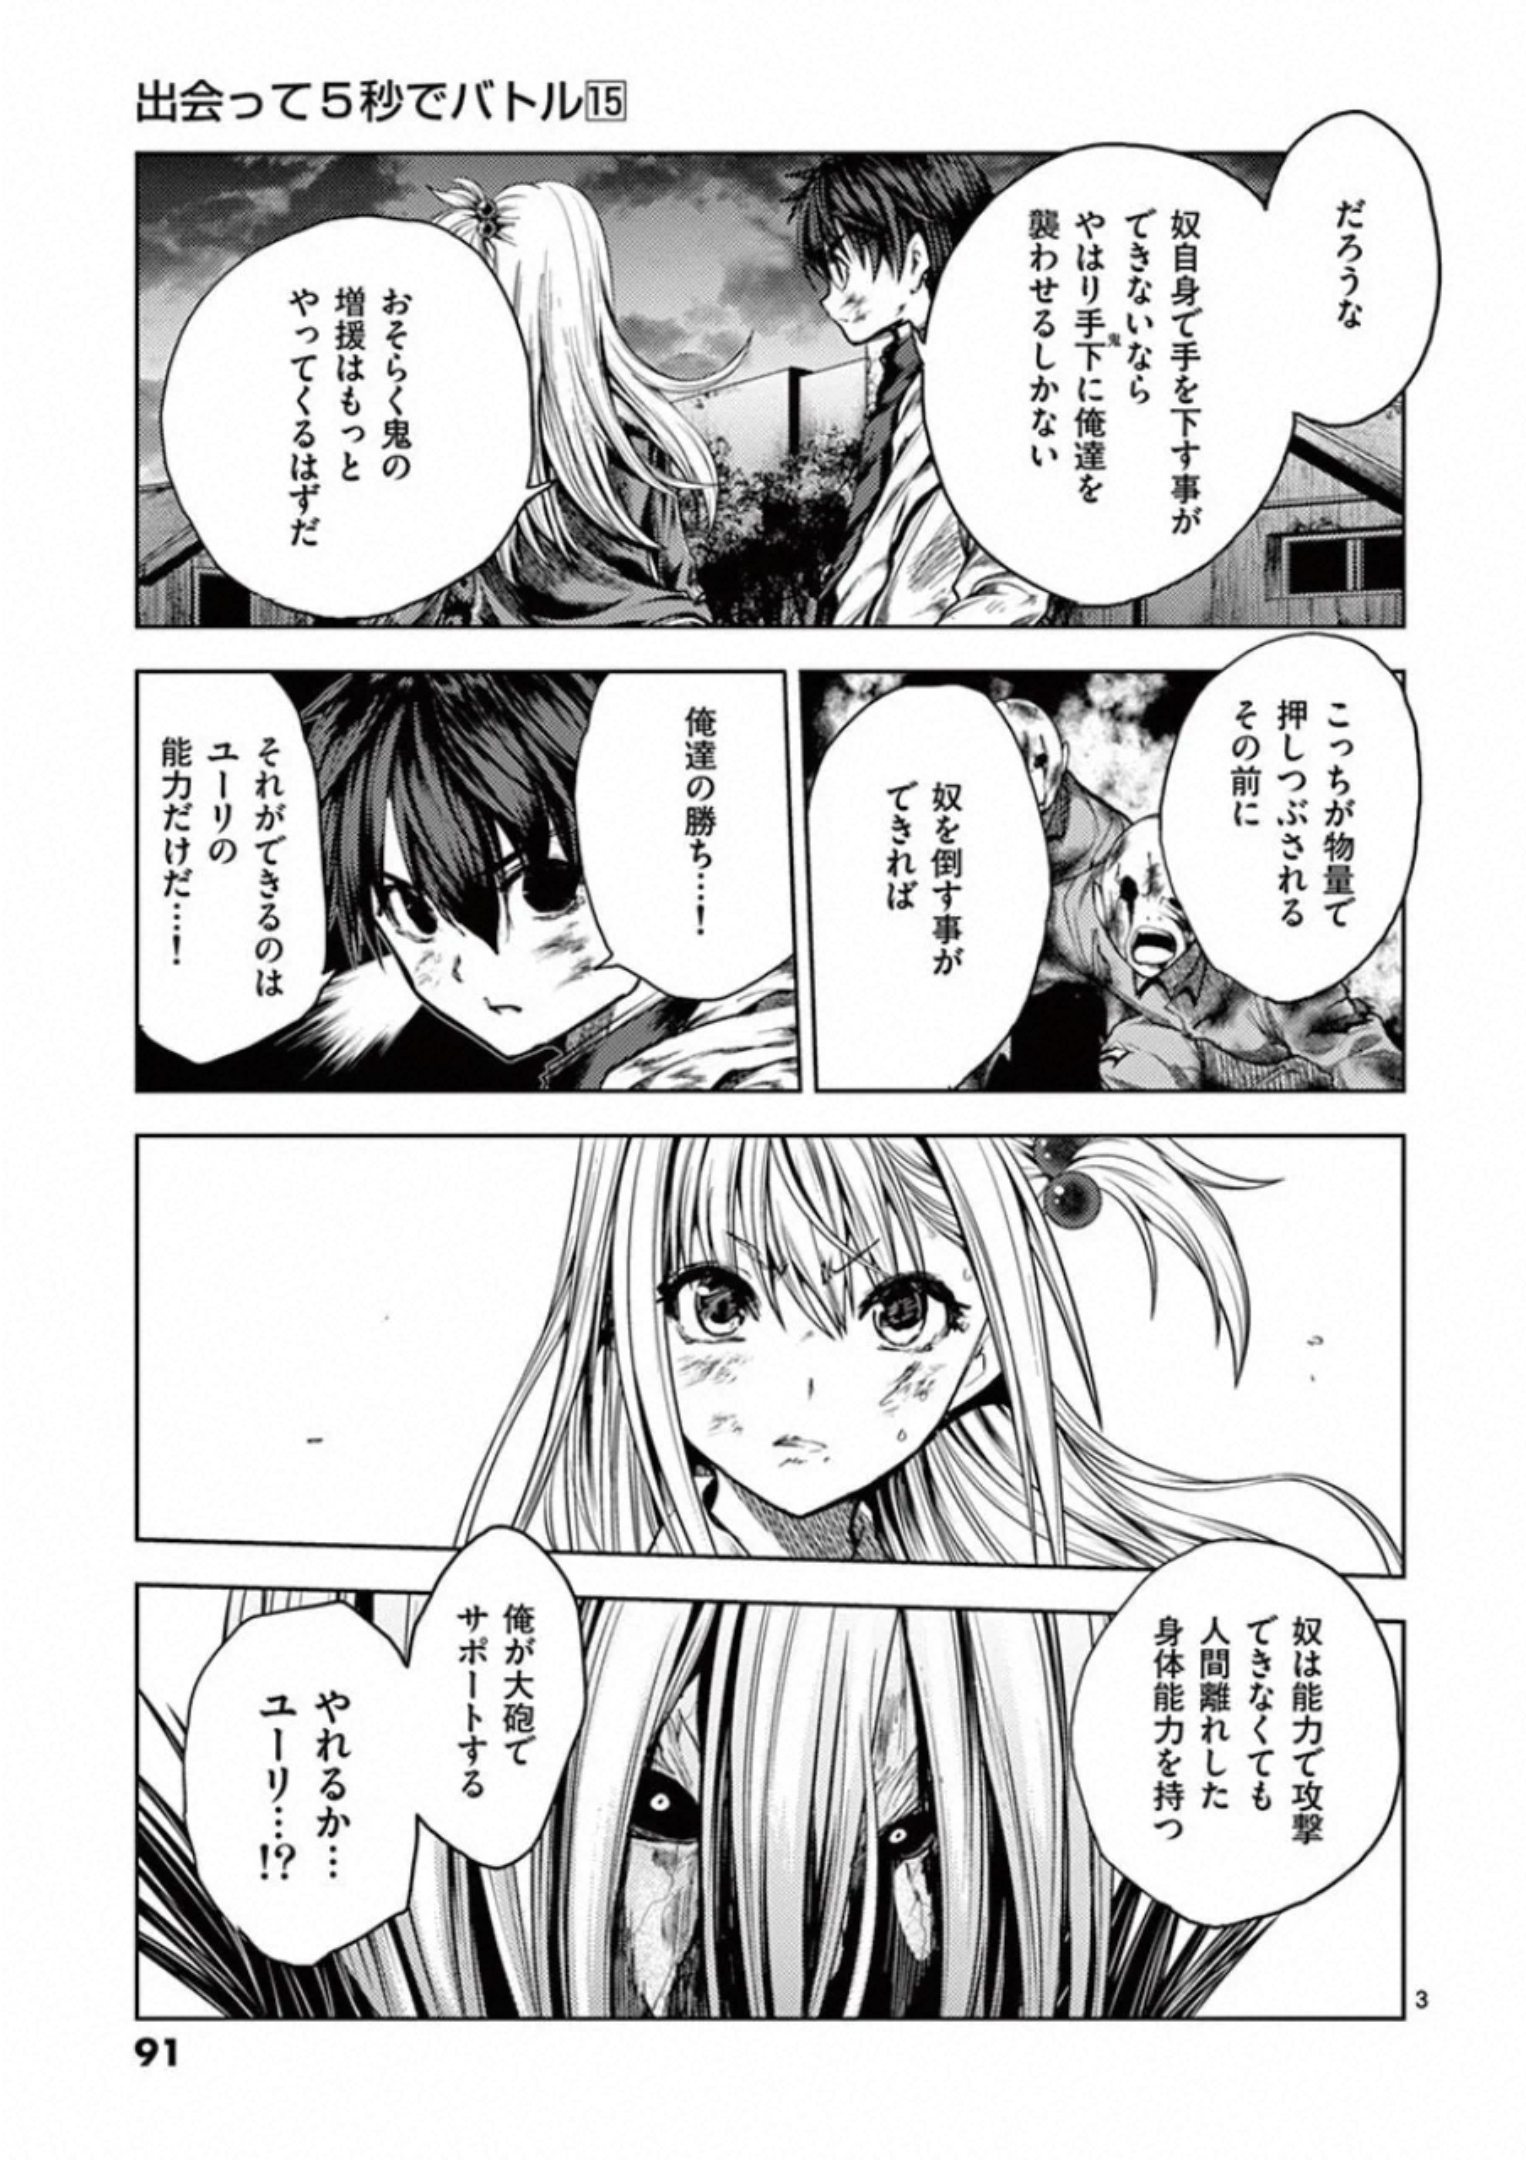 出会って5秒でバトル15
だろうな
奴自身で手を下す事が
できないなら
やはり手下に俺達を
鬼
襲わせるしかない
おそらく鬼の
増援はもっと
やってくるはずだ
こっちが物量で
押しつぶされる
その前に
奴を倒す事が
できれば
俺達の勝ち…!
それができるのは
ユーリの
能力だけだ…!
奴は能力で攻撃
できなくても
人間離れした
身体能力を持つ
俺が大砲で
サポートする
やれるか…
ユーリ…!?
3
91